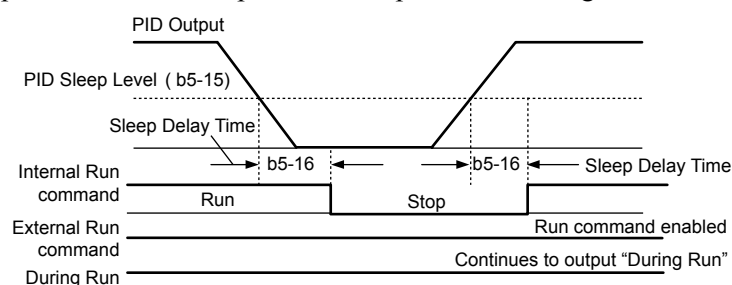 PID Output
PID Sleep Level ( b5-15)
Sleep Delay Time
b5-16
b5-16
Sleep Delay Time
Internal Run
command
Run
Stop
External Run
command
Run command enabled
Continues to output “During Run”
During Run